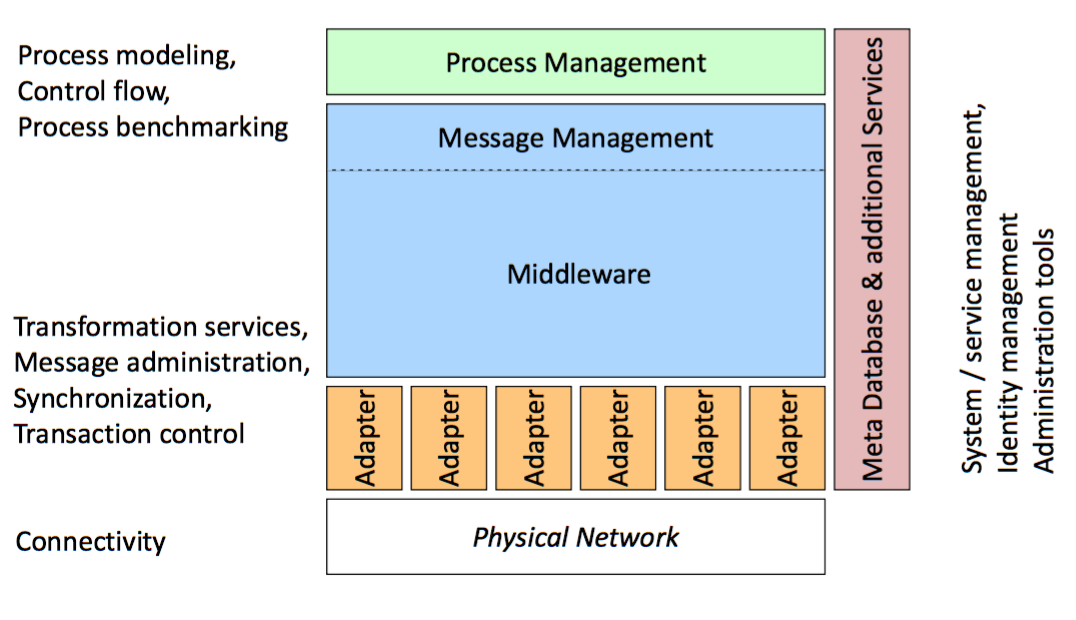 Process modeling,
Control flow,
Process benchmarking
Process Management
Message Management
Middleware
Transformation services,
Message administration,
Synchronization,
Transaction control
Adapter
Adapter
Adapter
Adapter
Adapter
Adapter
Connectivity
Physical Network
Meta Database & additional Services
System / service management,
Identity management
Administration tools